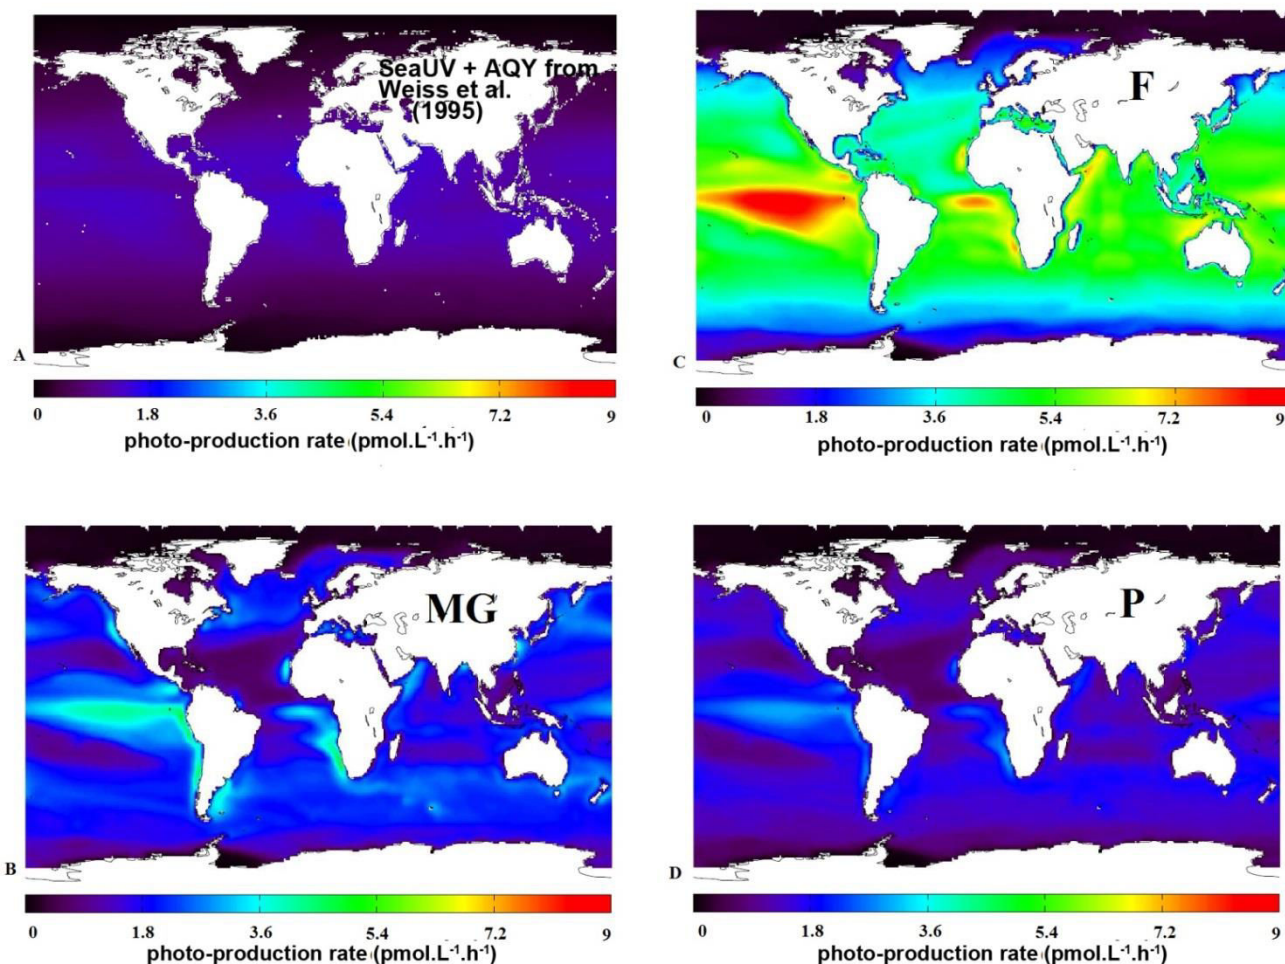 SeaUV + AQY from
Weiss et al.
(1995)
A
0 1.8 3.6 5.4 7.2 9
photo-production rate (pmol.L⁻¹.h⁻¹)
F
C
0 1.8 3.6 5.4 7.2 9
photo-production rate (pmol.L⁻¹.h⁻¹)
MG
B
0 1.8 3.6 5.4 7.2 9
photo-production rate ((pmol.L⁻¹.h⁻¹)
P
D
0 1.8 3.6 5.4 7.2 9
photo-production rate ((pmol.L⁻¹.h⁻¹)